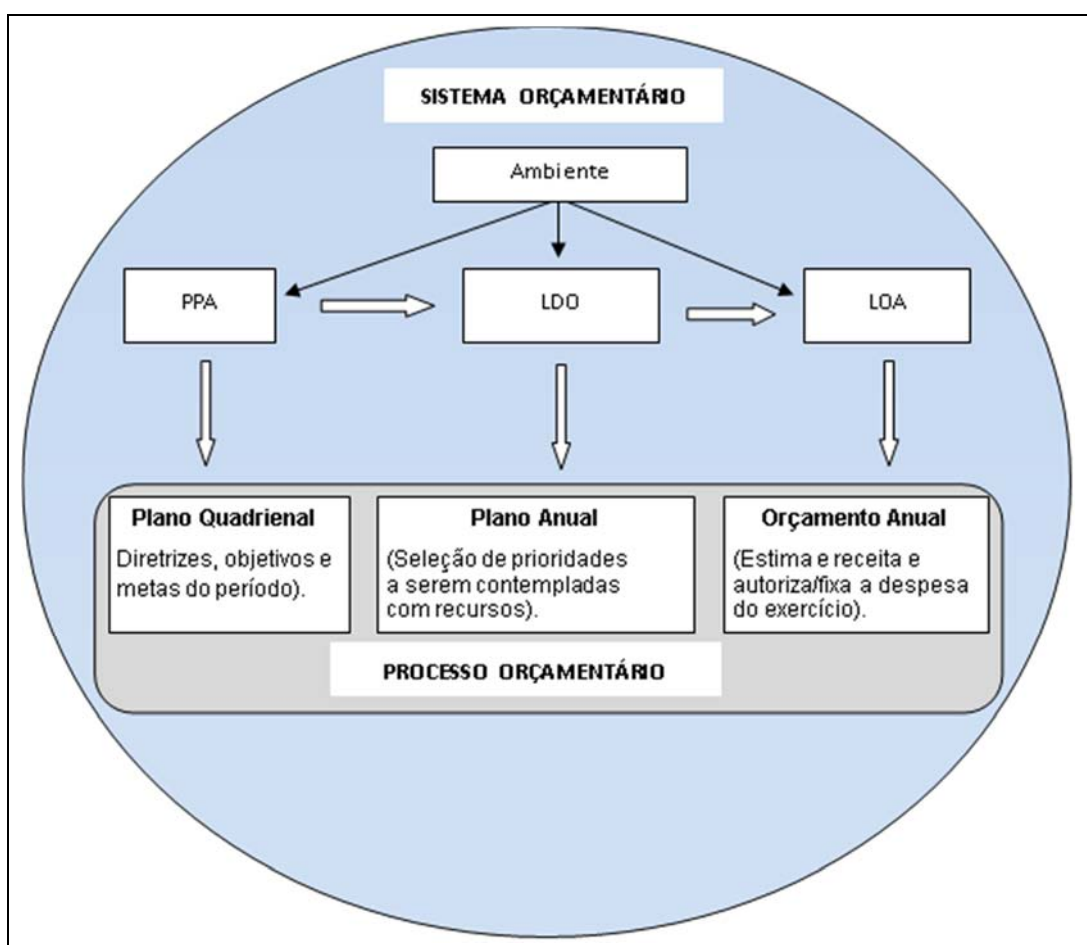 SISTEMA ORÇAMENTÁRIO
Ambiente
PPA
LDO
LOA
Plano Quadrienal
Diretrizes, objetivos e
metas do período).
Plano Anual
(Seleção de prioridades
a serem contempladas
com recursos).
Orçamento Anual
(Estima e receita e
autoriza/fixa a despesa
do exercício).
PROCESSO ORÇAMENTÁRIO